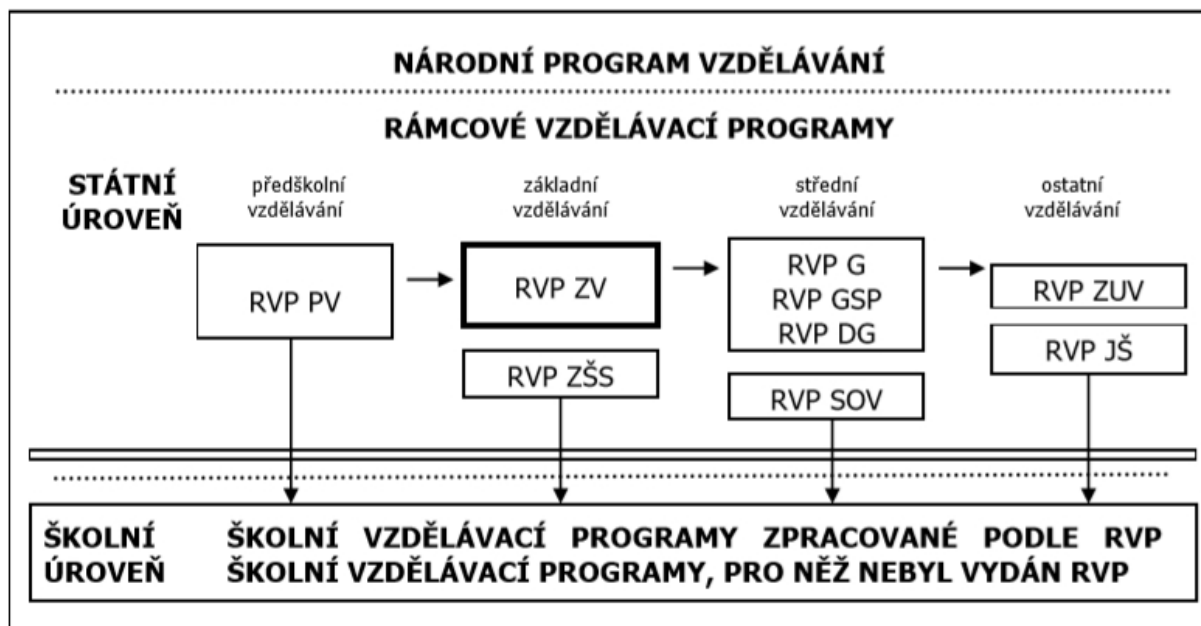 NÁRODNÍ PROGRAM VZDĚLÁVÁNÍ
RÁMCOVÉ VZDĚLÁVACÍ PROGRAMY
STÁTNÍ
ÚROVEŇ
předškolní
vzdělávání
základní
vzdělávání
střední
vzdělávání
ostatní
vzdělávání
RVP PV
RVP ZV
RVP ZŠS
RVP G
RVP GSP
RVP DG
RVP SOV
RVP ZUV
RVP JŠ
ŠKOLNÍ
ÚROVEŇ
ŠKOLNÍ VZDĚLÁVACÍ PROGRAMY ZPRACOVANÉ PODLE RVP
ŠKOLNÍ VZDĚLÁVACÍ PROGRAMY, PRO NĚŽ NEBYL VYDÁN RVP